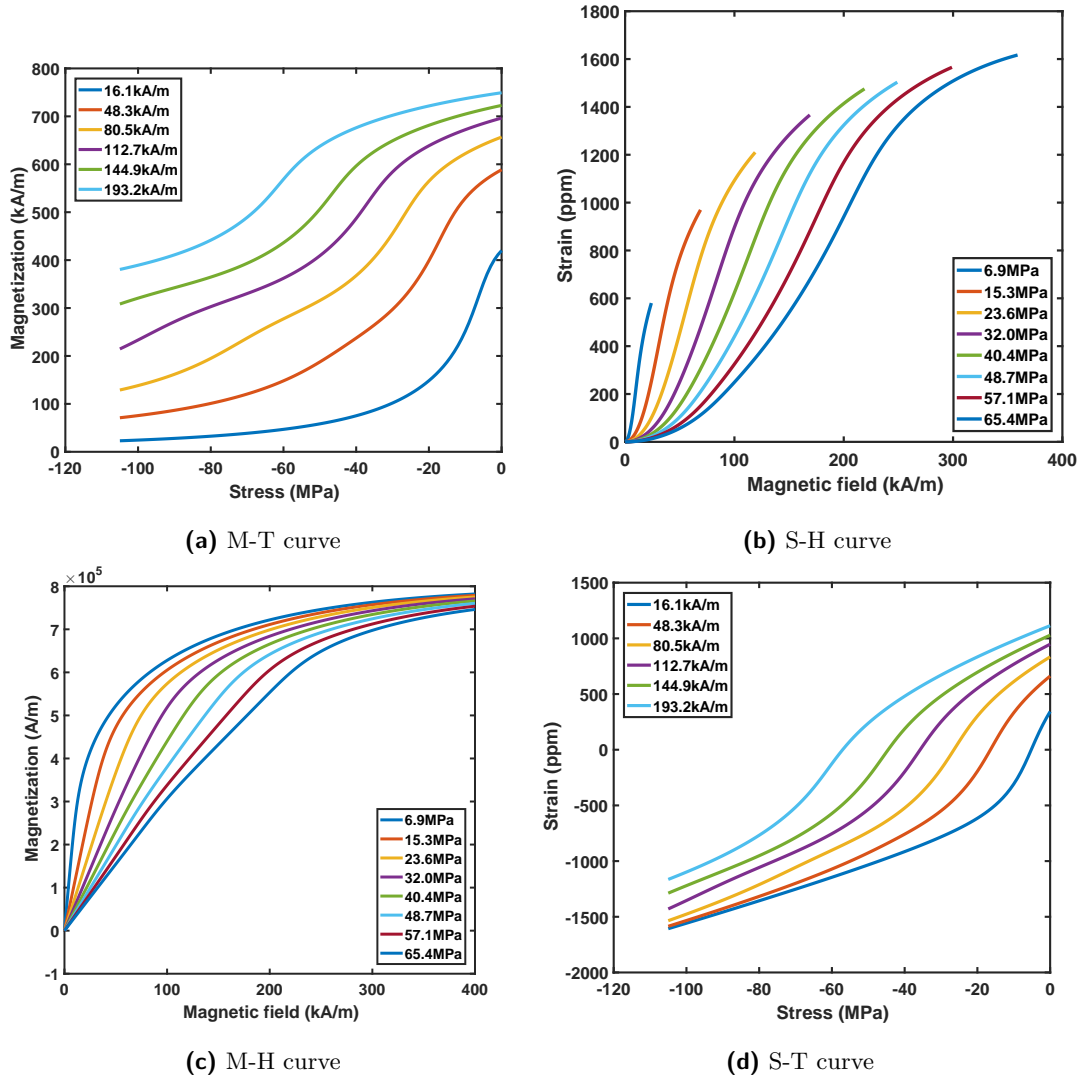 800
700
600
500
400
300
200
100
0
-120 -100 -80 -60 -40 -20 0
Magnetization (kA/m)
Stress (MPa)
16.1kA/m
48.3kA/m
80.5kA/m
112.7kA/m
144.9kA/m
193.2kA/m
(a) M-T curve
1800
1600
1400
1200
1000
800
600
400
200
0
0 100 200 300 400
Strain (ppm)
Magnetic field (kA/m)
6.9MPa
15.3MPa
23.6MPa
32.0MPa
40.4MPa
48.7MPa
57.1MPa
65.4MPa
(b) S-H curve
× 10⁵
8
7
6
5
4
3
2
1
0
-1
0 100 200 300 400
Magnetization (A/m)
Magnetic field (kA/m)
6.9MPa
15.3MPa
23.6MPa
32.0MPa
40.4MPa
48.7MPa
57.1MPa
65.4MPa
(c) M-H curve
1500
1000
500
0
-500
-1000
-1500
-2000
-120 -100 -80 -60 -40 -20 0
Strain (ppm)
Stress (MPa)
16.1kA/m
48.3kA/m
80.5kA/m
112.7kA/m
144.9kA/m
193.2kA/m
(d) S-T curve